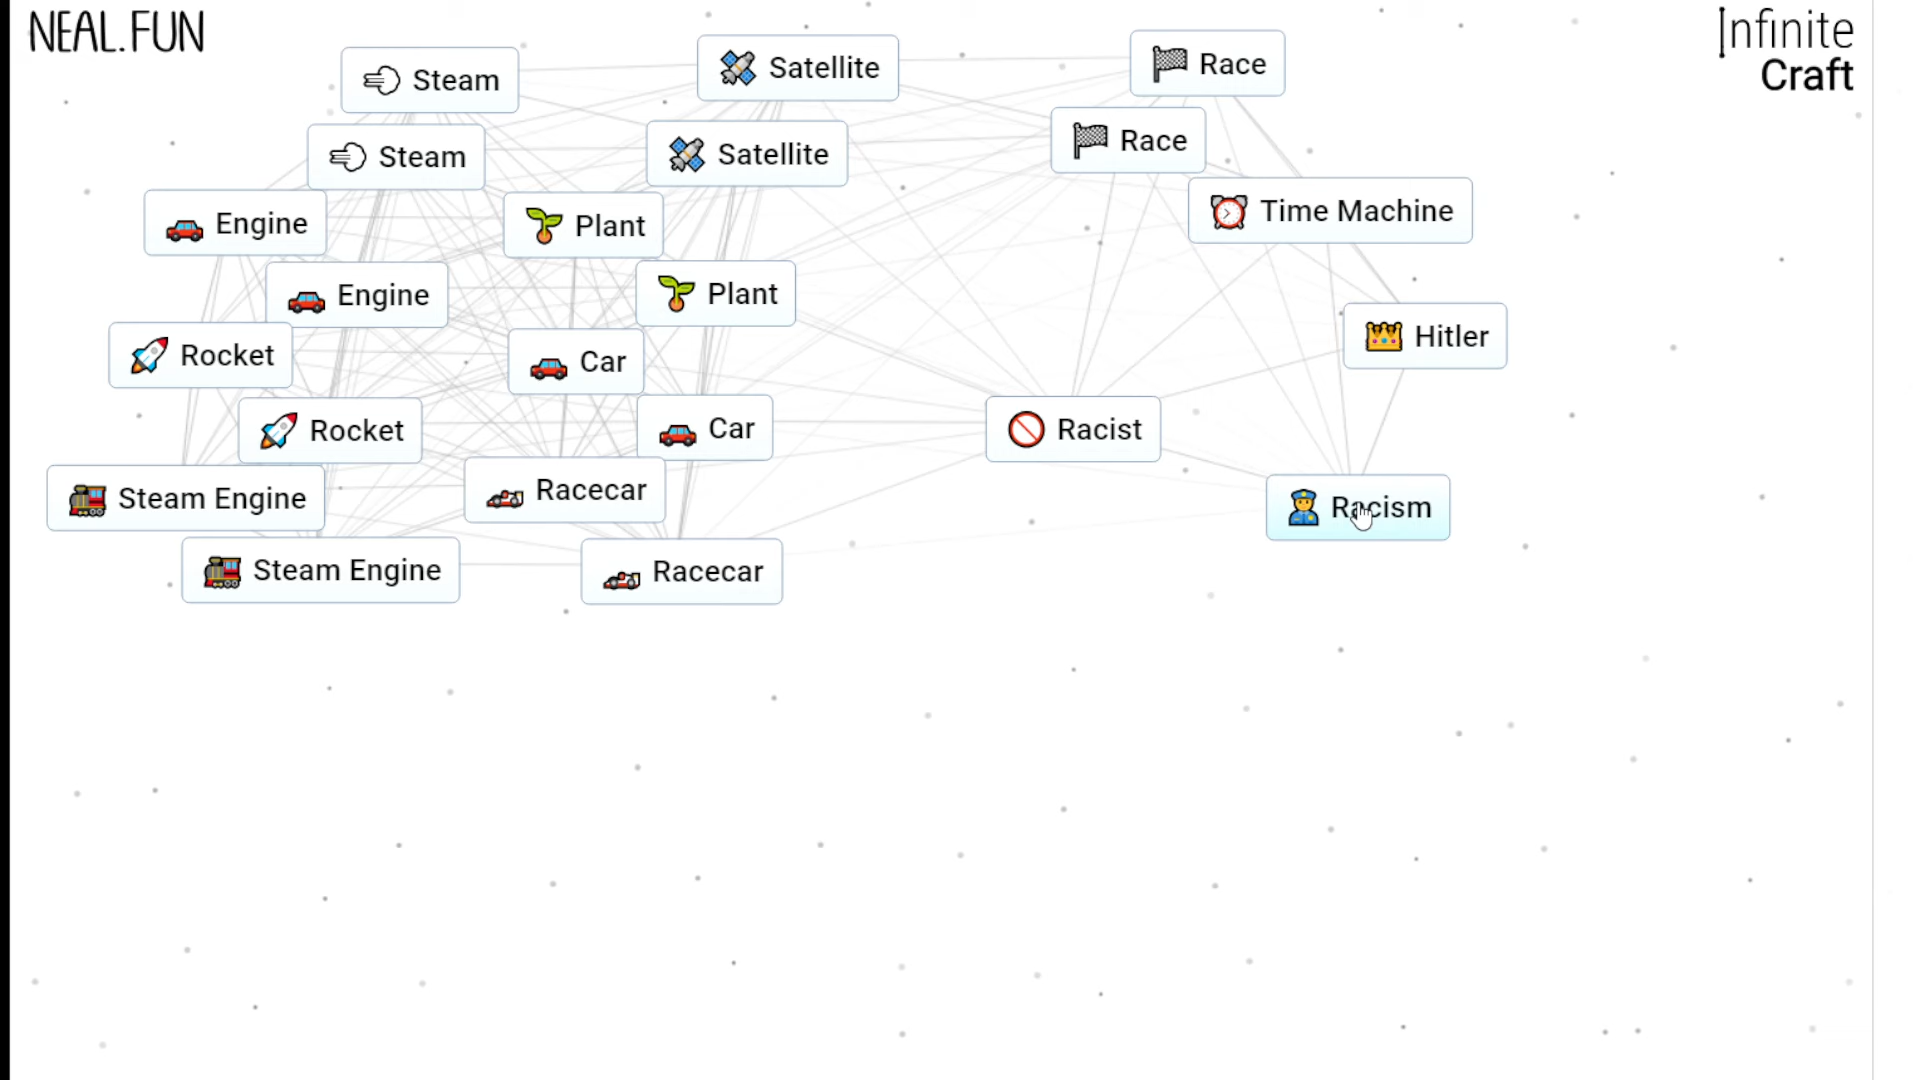 NEAL.FUN
Infinite
Craft
Steam
Satellite
Race
Steam
Satellite
Race
Time Machine
Engine
Plant
Engine
Plant
Hitler
Rocket
Car
Rocket
Car
Racist
Steam Engine
Racecar
Racism
Steam Engine
Racecar